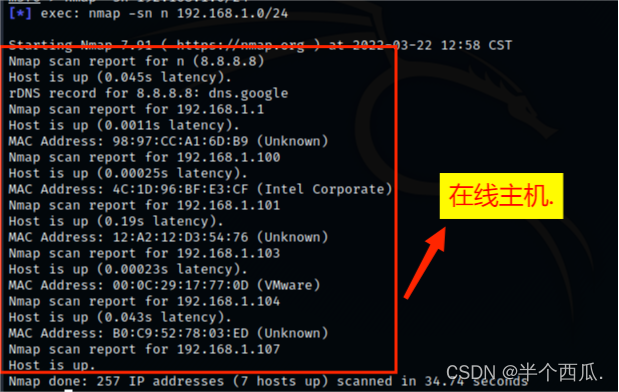 [*] exec: nmap -sn n 192.168.1.0/24
Starting Nmap 7.91 ( https://nmap.org ) at 2022-03-22 12:58 CST
Nmap scan report for n (8.8.8.8)
Host is up (0.045s latency).
rDNS record for 8.8.8.8: dns.google
Nmap scan report for 192.168.1.1
Host is up (0.0011s latency).
MAC Address: 98:97:CC:A1:6D:B9 (Unknown)
Nmap scan report for 192.168.1.100
Host is up (0.00025s latency).
MAC Address: 4C:1D:96:BF:E3:CF (Intel Corporate)
Nmap scan report for 192.168.1.101
Host is up (0.19s latency).
MAC Address: 12:A2:12:D3:54:76 (Unknown)
Nmap scan report for 192.168.1.103
Host is up (0.00023s latency).
MAC Address: 00:0C:29:17:77:0D (VMware)
Nmap scan report for 192.168.1.104
Host is up (0.043s latency).
MAC Address: B0:C9:52:78:03:ED (Unknown)
Nmap scan report for 192.168.1.107
Host is up.
Nmap done: 257 IP addresses (7 hosts up) scanned in 34.74 seconds
在线主机.
CSDN @半个西瓜.